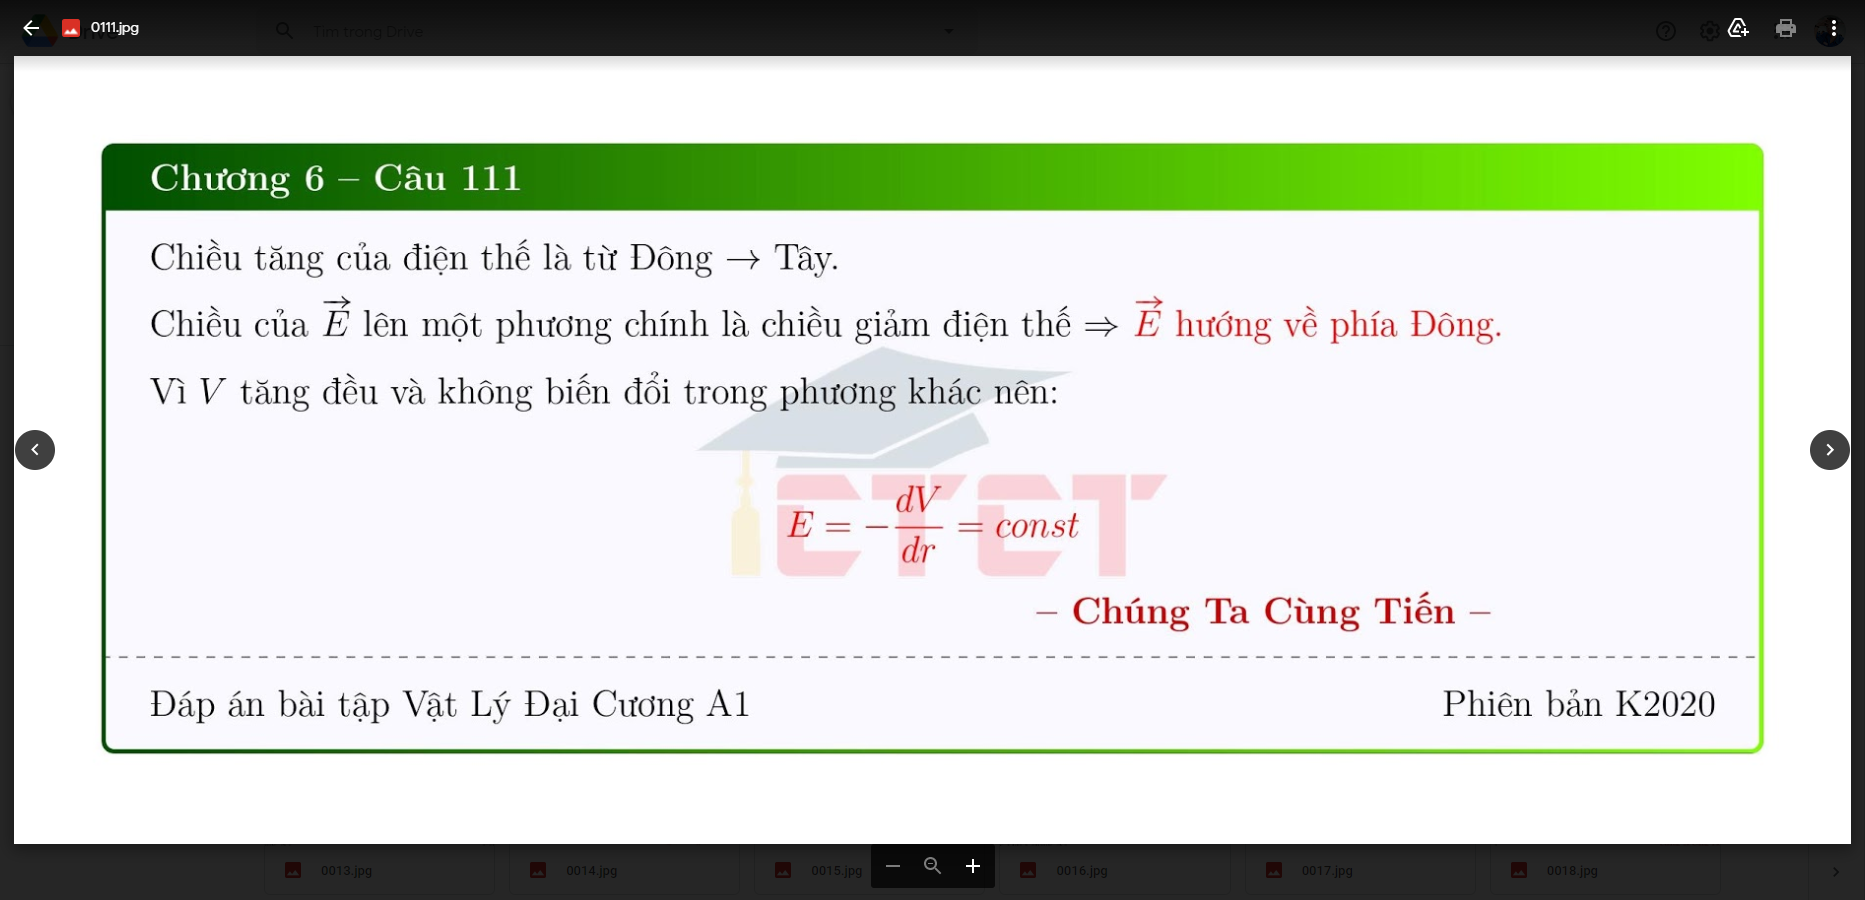 0111.jpg
Tìm trong Drive
Chương 6 – Câu 111
Chiều tăng của điện thế là từ Đông → Tây.
Chiều của $\overrightarrow{E}$ lên một phương chính là chiều giảm điện thế ⇒ $\overrightarrow{E}$ hướng về phía Đông.
Vì V tăng đều và không biến đổi trong phương khác nên:
CTCT
$E = -\frac{dV}{dr} = const$
– Chúng Ta Cùng Tiến –
Đáp án bài tập Vật Lý Đại Cương A1 Phiên bản K2020
0013.jpg 0014.jpg 0015.jpg 0016.jpg 0017.jpg 0018.jpg